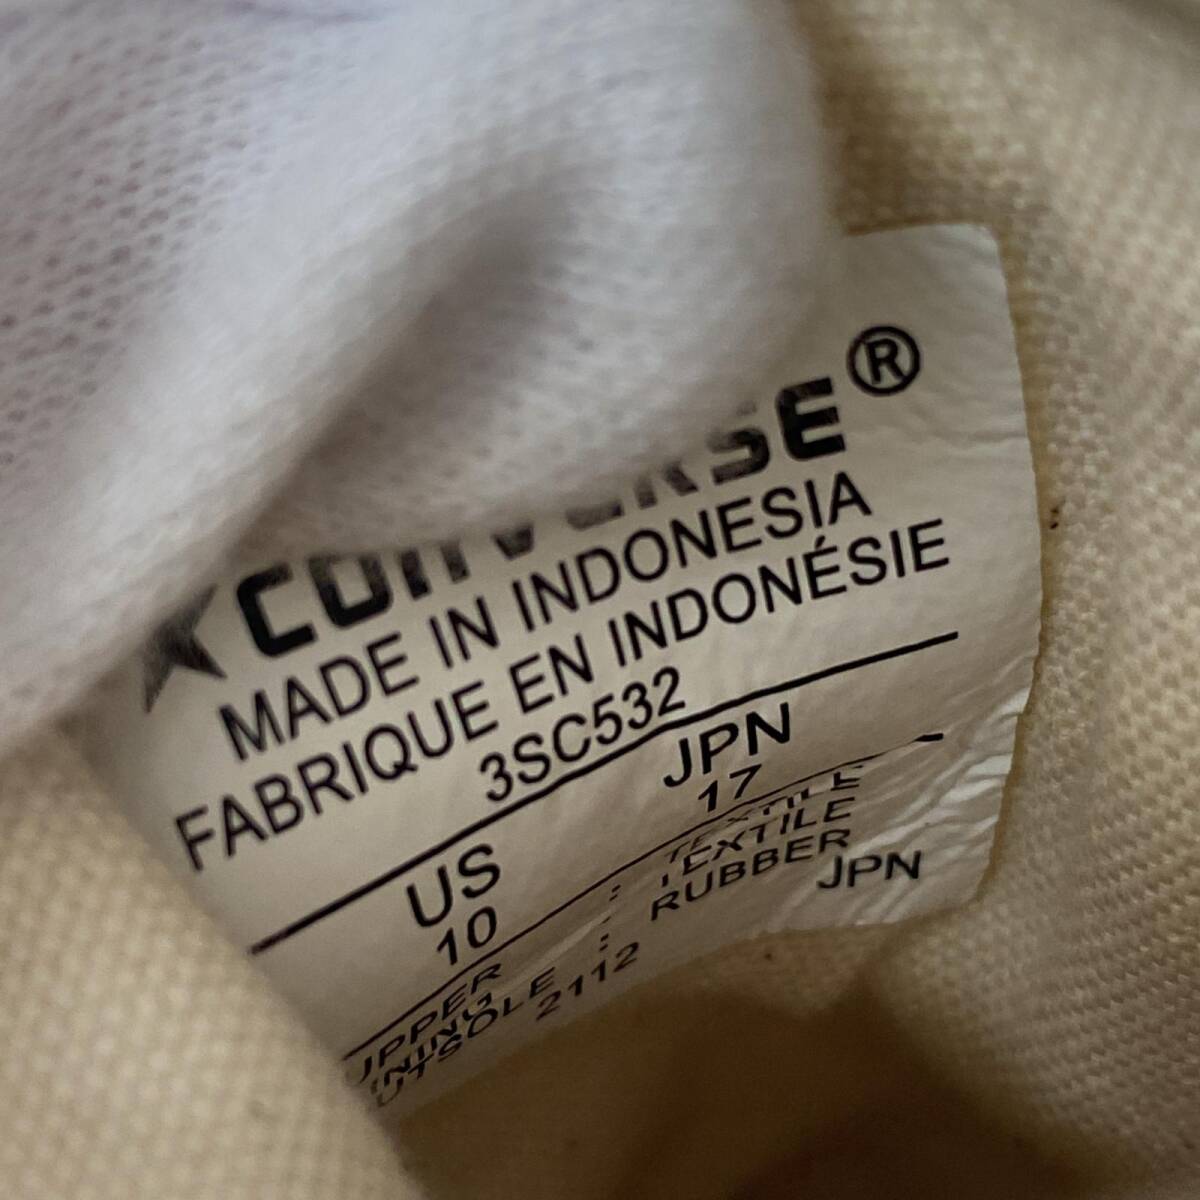 ★CONVERSE®
MADE IN INDONESIA
FABRIQUE EN INDONÉSIE
3SC532
US JPN
10 17
UPPER : TEXTILE
LINING : TEXTILE
OUTSOLE : RUBBER
2112 JPN